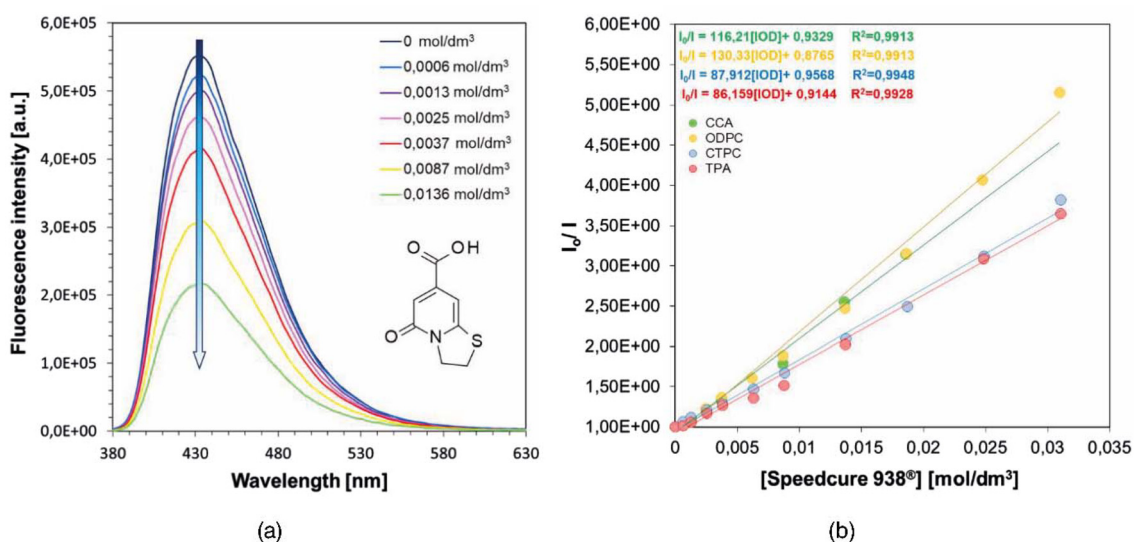 6,0E+05
5,0E+05
4,0E+05
3,0E+05
2,0E+05
1,0E+05
0,0E+00
Fluorescence intensity [a.u.]
380 430 480 530 580 630
Wavelength [nm]
0 mol/dm³
0,0006 mol/dm³
0,0013 mol/dm³
0,0025 mol/dm³
0,0037 mol/dm³
0,0087 mol/dm³
0,0136 mol/dm³
O
OH
O
N
S
(a)
6,00E+00
5,50E+00
5,00E+00
4,50E+00
4,00E+00
3,50E+00
3,00E+00
2,50E+00
2,00E+00
1,50E+00
1,00E+00
I₀/ I
I₀/I = 116,21[IOD]+ 0,9329 R²=0,9913
I₀/I = 130,33[IOD]+ 0,8765 R²=0,9913
I₀/I = 87,912[IOD]+ 0,9568 R²=0,9948
I₀/I = 86,159[IOD]+ 0,9144 R²=0,9928
CCA
ODPC
CTPC
TPA
0 0,005 0,01 0,015 0,02 0,025 0,03 0,035
[Speedcure 938®] [mol/dm³]
(b)